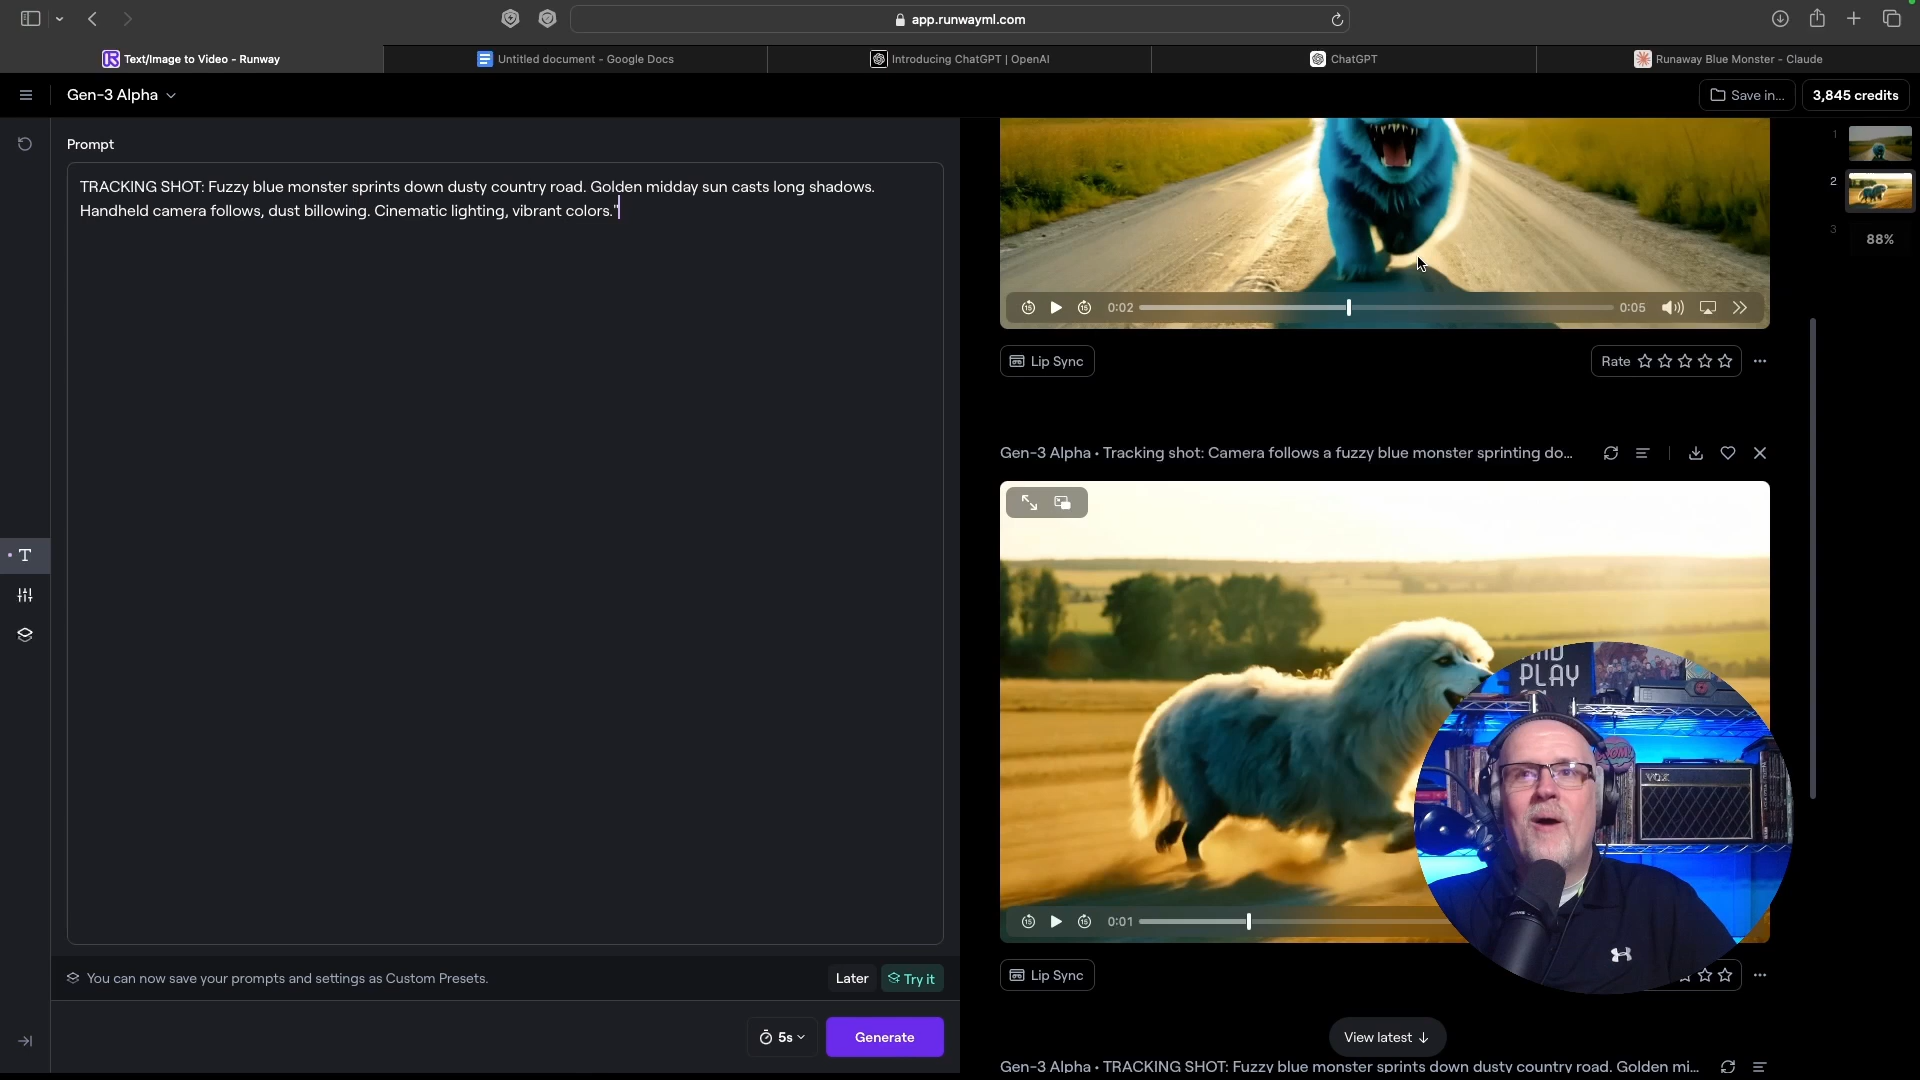 app.runwayml.com
Text/Image to Video - Runway
Untitled document - Google Docs
Introducing ChatGPT | OpenAI
ChatGPT
Runaway Blue Monster - Claude
Gen-3 Alpha
Save in...
3,845 credits
Prompt
TRACKING SHOT: Fuzzy blue monster sprints down dusty country road. Golden midday sun casts long shadows.
Handheld camera follows, dust billowing. Cinematic lighting, vibrant colors."
T
You can now save your prompts and settings as Custom Presets.
Later
Try it
5s
Generate
15
15
0:02
0:05
Lip Sync
Rate
Gen-3 Alpha • Tracking shot: Camera follows a fuzzy blue monster sprinting do...
15
15
0:01
Lip Sync
View latest
Gen-3 Alpha • TRACKING SHOT: Fuzzy blue monster sprints down dusty country road. Golden mi...
1
2
3
88%
PLAY
VOX